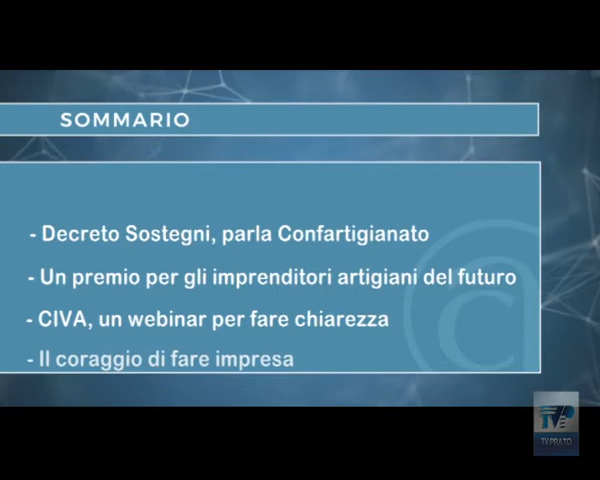 SOMMARIO
- Decreto Sostegni, parla Confartigianato
- Un premio per gli imprenditori artigiani del futuro
- CIVA, un webinar per fare chiarezza
- Il coraggio di fare impresa
TVP
TV PRATO